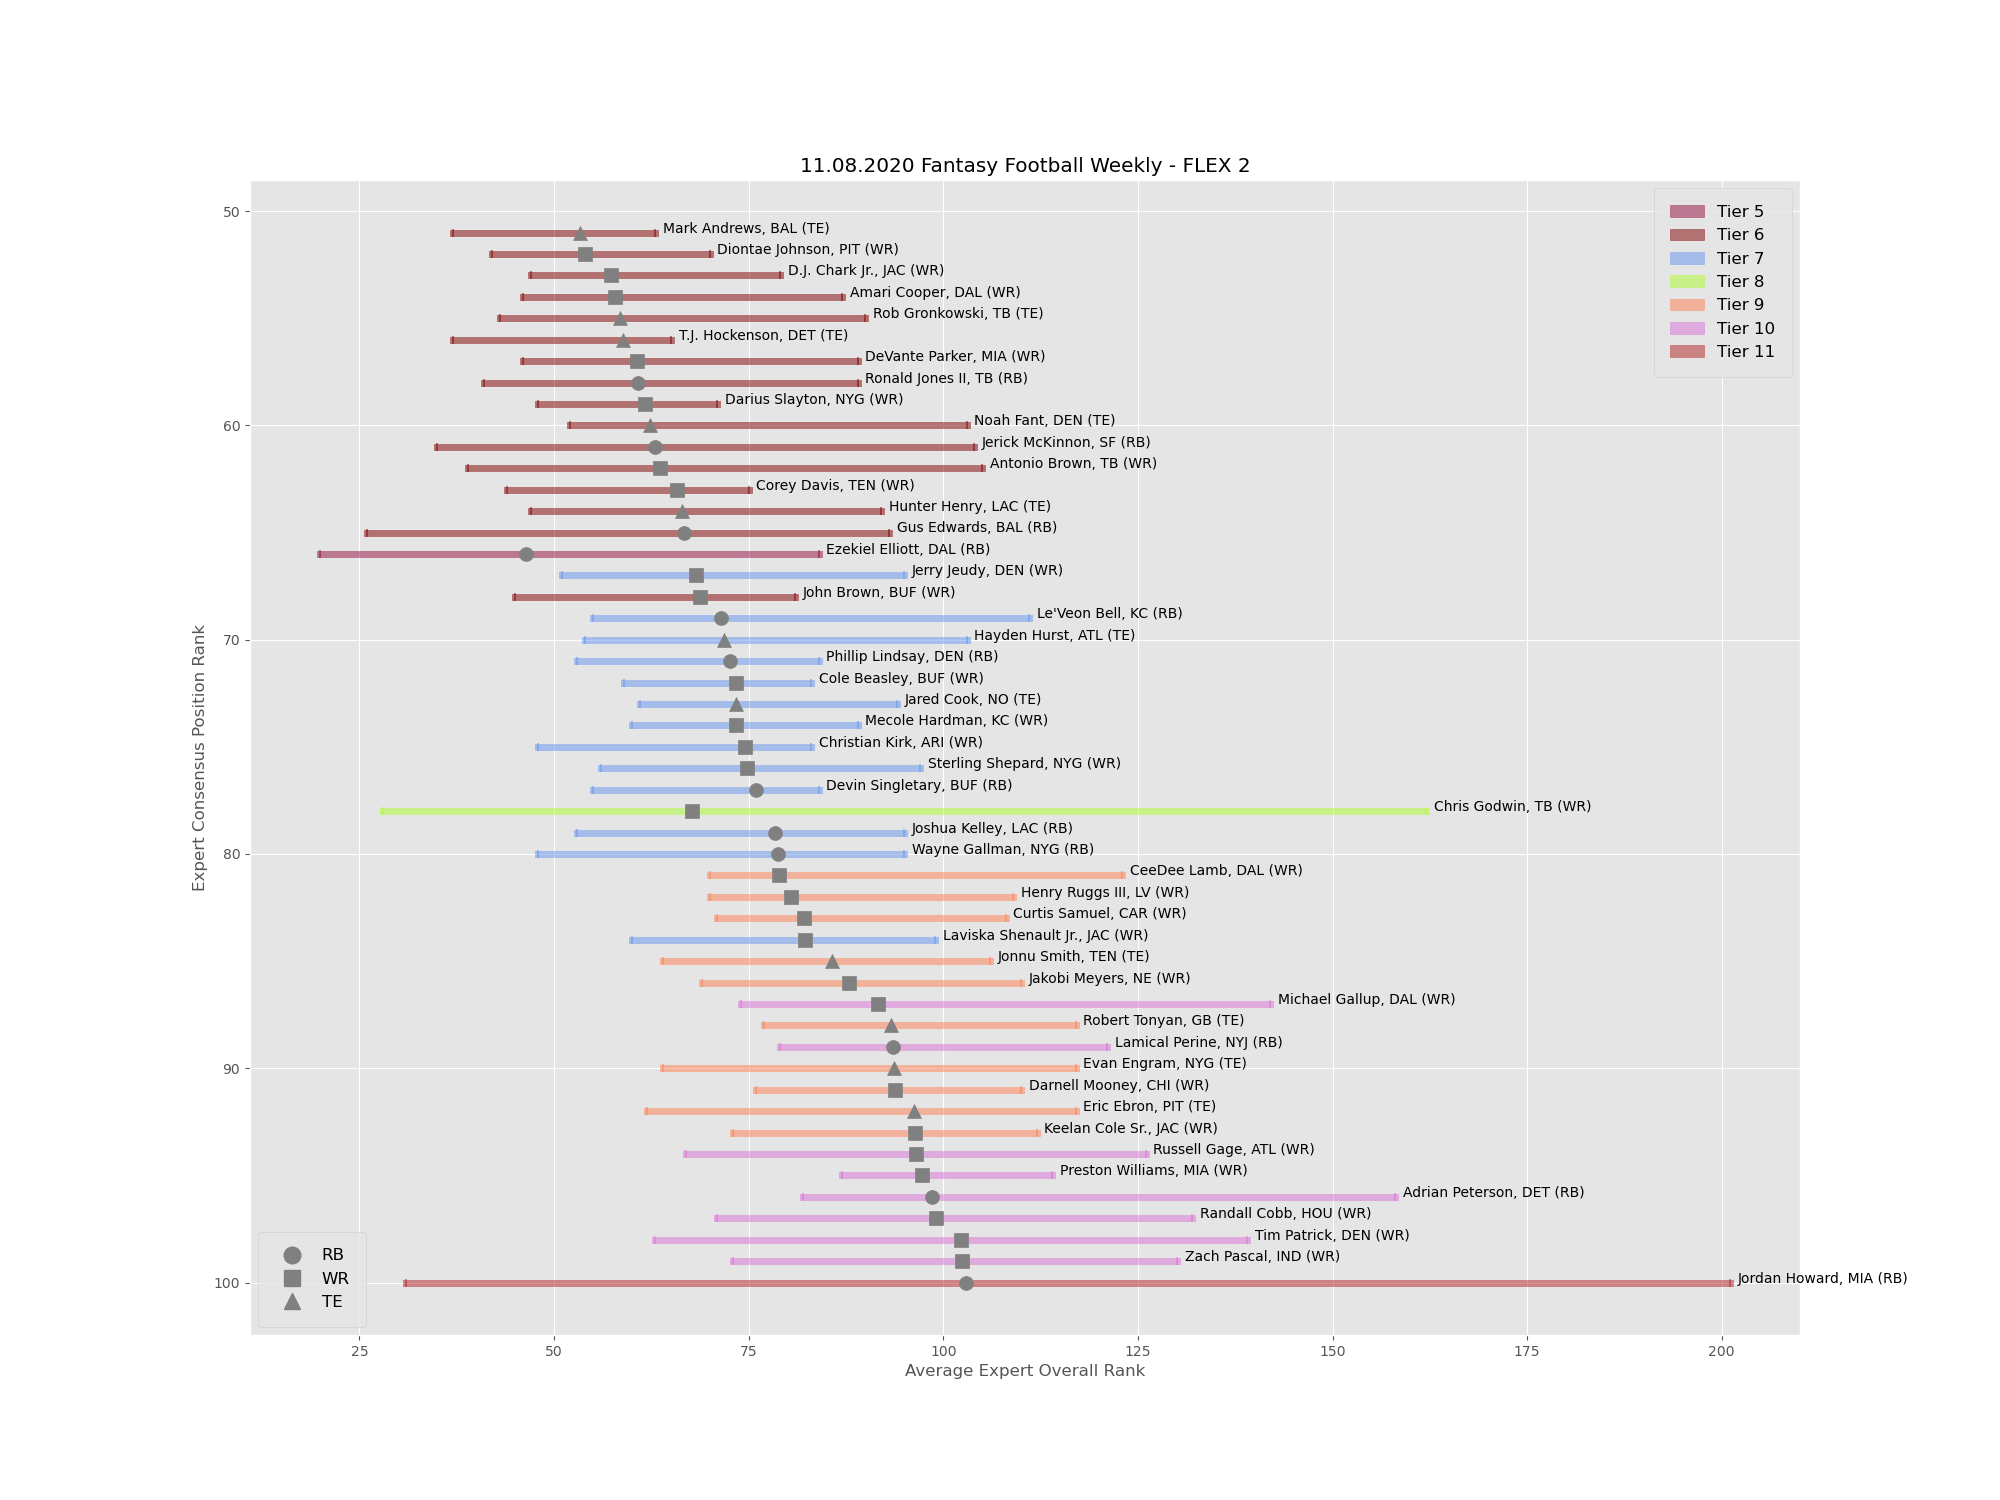 11.08.2020 Fantasy Football Weekly - FLEX 2
50
60
70
80
90
100
Expert Consensus Position Rank
Mark Andrews, BAL (TE)
Diontae Johnson, PIT (WR)
D.J. Chark Jr., JAC (WR)
Amari Cooper, DAL (WR)
Rob Gronkowski, TB (TE)
T.J. Hockenson, DET (TE)
DeVante Parker, MIA (WR)
Ronald Jones II, TB (RB)
Darius Slayton, NYG (WR)
Noah Fant, DEN (TE)
Jerick McKinnon, SF (RB)
Antonio Brown, TB (WR)
Corey Davis, TEN (WR)
Hunter Henry, LAC (TE)
Gus Edwards, BAL (RB)
Ezekiel Elliott, DAL (RB)
Jerry Jeudy, DEN (WR)
John Brown, BUF (WR)
Le'Veon Bell, KC (RB)
Hayden Hurst, ATL (TE)
Phillip Lindsay, DEN (RB)
Cole Beasley, BUF (WR)
Jared Cook, NO (TE)
Mecole Hardman, KC (WR)
Christian Kirk, ARI (WR)
Sterling Shepard, NYG (WR)
Devin Singletary, BUF (RB)
Chris Godwin, TB (WR)
Joshua Kelley, LAC (RB)
Wayne Gallman, NYG (RB)
CeeDee Lamb, DAL (WR)
Henry Ruggs III, LV (WR)
Curtis Samuel, CAR (WR)
Laviska Shenault Jr., JAC (WR)
Jonnu Smith, TEN (TE)
Jakobi Meyers, NE (WR)
Michael Gallup, DAL (WR)
Robert Tonyan, GB (TE)
Lamical Perine, NYJ (RB)
Evan Engram, NYG (TE)
Darnell Mooney, CHI (WR)
Eric Ebron, PIT (TE)
Keelan Cole Sr., JAC (WR)
Russell Gage, ATL (WR)
Preston Williams, MIA (WR)
Adrian Peterson, DET (RB)
Randall Cobb, HOU (WR)
Tim Patrick, DEN (WR)
Zach Pascal, IND (WR)
Jordan Howard, MIA (RB)
Tier 5
Tier 6
Tier 7
Tier 8
Tier 9
Tier 10
Tier 11
RB
WR
TE
25 50 75 100 125 150 175 200
Average Expert Overall Rank